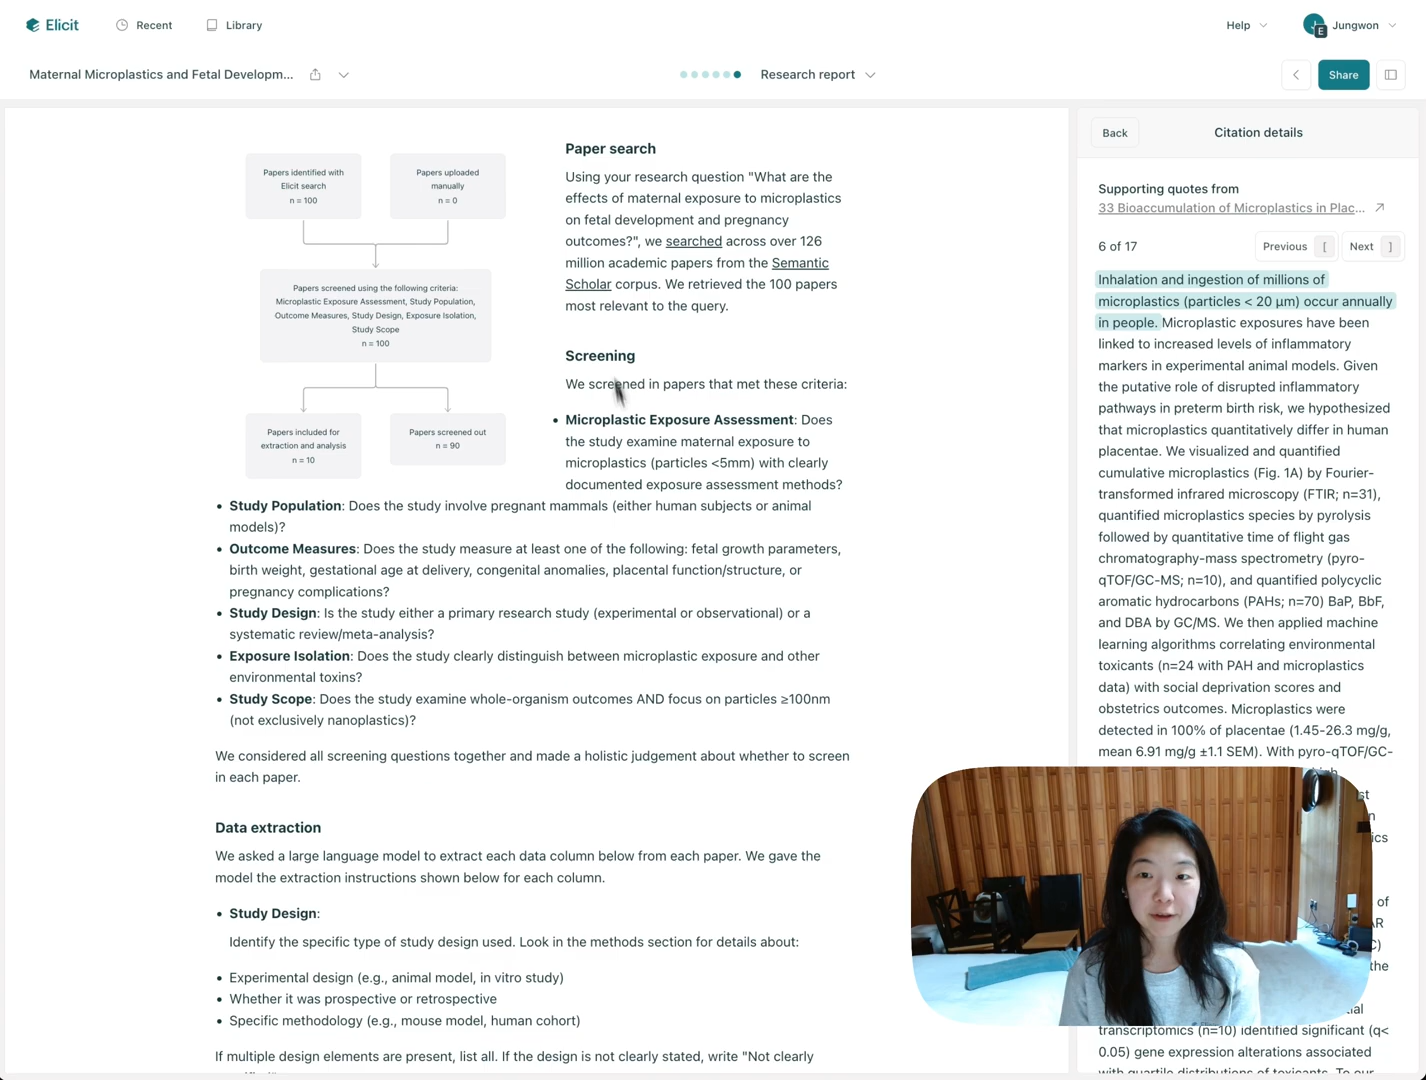 Elicit
Recent
Library
Help
J
E
Jungwon
Maternal Microplastics and Fetal Developm...
Research report
Share
Papers identified with
Elicit search
n = 100
Papers uploaded
manually
n = 0
Papers screened using the following criteria:
Microplastic Exposure Assessment, Study Population,
Outcome Measures, Study Design, Exposure Isolation,
Study Scope
n = 100
Papers included for
extraction and analysis
n = 10
Papers screened out
n = 90
Paper search
Using your research question "What are the
effects of maternal exposure to microplastics
on fetal development and pregnancy
outcomes?", we searched across over 126
million academic papers from the Semantic
Scholar corpus. We retrieved the 100 papers
most relevant to the query.
Screening
We screened in papers that met these criteria:
• Microplastic Exposure Assessment: Does
the study examine maternal exposure to
microplastics (particles <5mm) with clearly
documented exposure assessment methods?
• Study Population: Does the study involve pregnant mammals (either human subjects or animal
models)?
• Outcome Measures: Does the study measure at least one of the following: fetal growth parameters,
birth weight, gestational age at delivery, congenital anomalies, placental function/structure, or
pregnancy complications?
• Study Design: Is the study either a primary research study (experimental or observational) or a
systematic review/meta-analysis?
• Exposure Isolation: Does the study clearly distinguish between microplastic exposure and other
environmental toxins?
• Study Scope: Does the study examine whole-organism outcomes AND focus on particles ≥100nm
(not exclusively nanoplastics)?
We considered all screening questions together and made a holistic judgement about whether to screen
in each paper.
Data extraction
We asked a large language model to extract each data column below from each paper. We gave the
model the extraction instructions shown below for each column.
• Study Design:
Identify the specific type of study design used. Look in the methods section for details about:
• Experimental design (e.g., animal model, in vitro study)
• Whether it was prospective or retrospective
• Specific methodology (e.g., mouse model, human cohort)
If multiple design elements are present, list all. If the design is not clearly stated, write "Not clearly
Back
Citation details
Supporting quotes from
33 Bioaccumulation of Microplastics in Plac...
6 of 17
Previous [
Next ]
Inhalation and ingestion of millions of
microplastics (particles < 20 μm) occur annually
in people. Microplastic exposures have been
linked to increased levels of inflammatory
markers in experimental animal models. Given
the putative role of disrupted inflammatory
pathways in preterm birth risk, we hypothesized
that microplastics quantitatively differ in human
placentae. We visualized and quantified
cumulative microplastics (Fig. 1A) by Fourier-
transformed infrared microscopy (FTIR; n=31),
quantified microplastics species by pyrolysis
followed by quantitative time of flight gas
chromatography-mass spectrometry (pyro-
qTOF/GC-MS; n=10), and quantified polycyclic
aromatic hydrocarbons (PAHs; n=70) BaP, BbF,
and DBA by GC/MS. We then applied machine
learning algorithms correlating environmental
toxicants (n=24 with PAH and microplastics
data) with social deprivation scores and
obstetrics outcomes. Microplastics were
detected in 100% of placentae (1.45-26.3 mg/g,
mean 6.91 mg/g ±1.1 SEM). With pyro-qTOF/GC-
of
the
transcriptomics (n=10) identified significant (q<
0.05) gene expression alterations associated
with quartile distributions of toxicants. To our